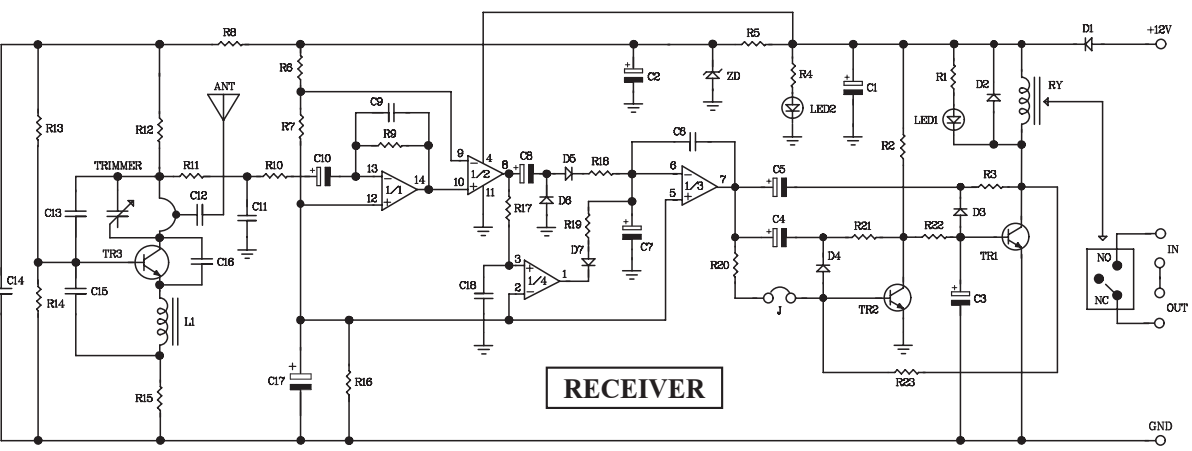 R8
R5
D1
+12V
R6
C2
ZD
R4
C1
R1
D2
RY
ANT
C9
LED2
LED1
R13
R12
R7
R9
C6
R2
TRIMMER
R11
R10
C10
13
14
1/1
12
9
4
8
10
11
1/2
C8
D5
R18
6
7
5
1/3
C5
R3
C13
C12
C11
R17
D6
R19
C7
C4
R21
R22
D3
TR1
TR3
C16
D7
R20
D4
NO
NC
IN
OUT
C14
R14
C15
C18
3
1
2
1/4
J
TR2
C3
L1
C17
R16
R23
R15
RECEIVER
GND